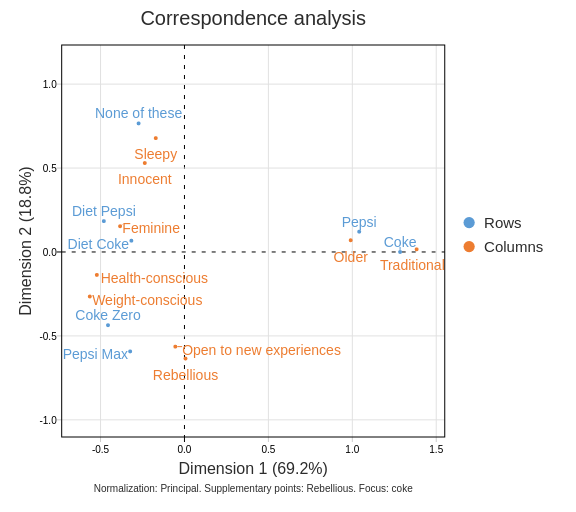 Correspondence analysis
Dimension 2 (18.8%)
1.0
0.5
0.0
-0.5
-1.0
None of these
Sleepy
Innocent
Diet Pepsi
Feminine
Diet Coke
Pepsi
Coke
Older
Traditional
Health-conscious
Weight-conscious
Coke Zero
Pepsi Max
Open to new experiences
Rebellious
Rows
Columns
-0.5
0.0
0.5
1.0
1.5
Dimension 1 (69.2%)
Normalization: Principal. Supplementary points: Rebellious. Focus: coke